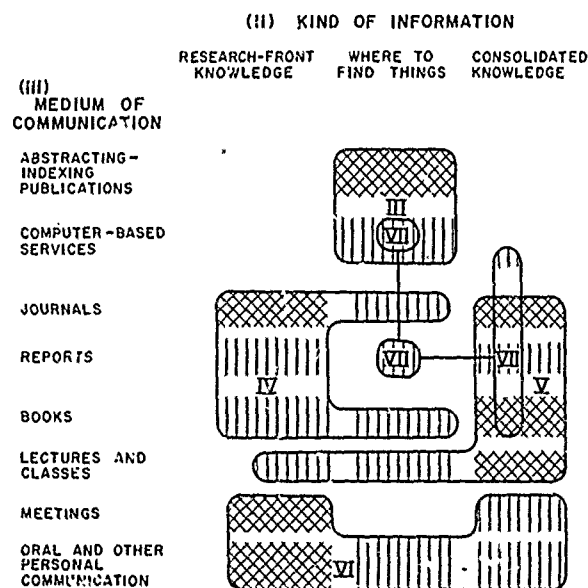 (II) KIND OF INFORMATION
RESEARCH-FRONT KNOWLEDGE
WHERE TO FIND THINGS
CONSOLIDATED KNOWLEDGE
(III)
MEDIUM OF
COMMUNICATION
ABSTRACTING-
INDEXING
PUBLICATIONS
III
COMPUTER-BASED
SERVICES
VII
JOURNALS
REPORTS
VII
VII
IV
V
BOOKS
LECTURES AND
CLASSES
MEETINGS
ORAL AND OTHER
PERSONAL
COMMUNICATION
VI